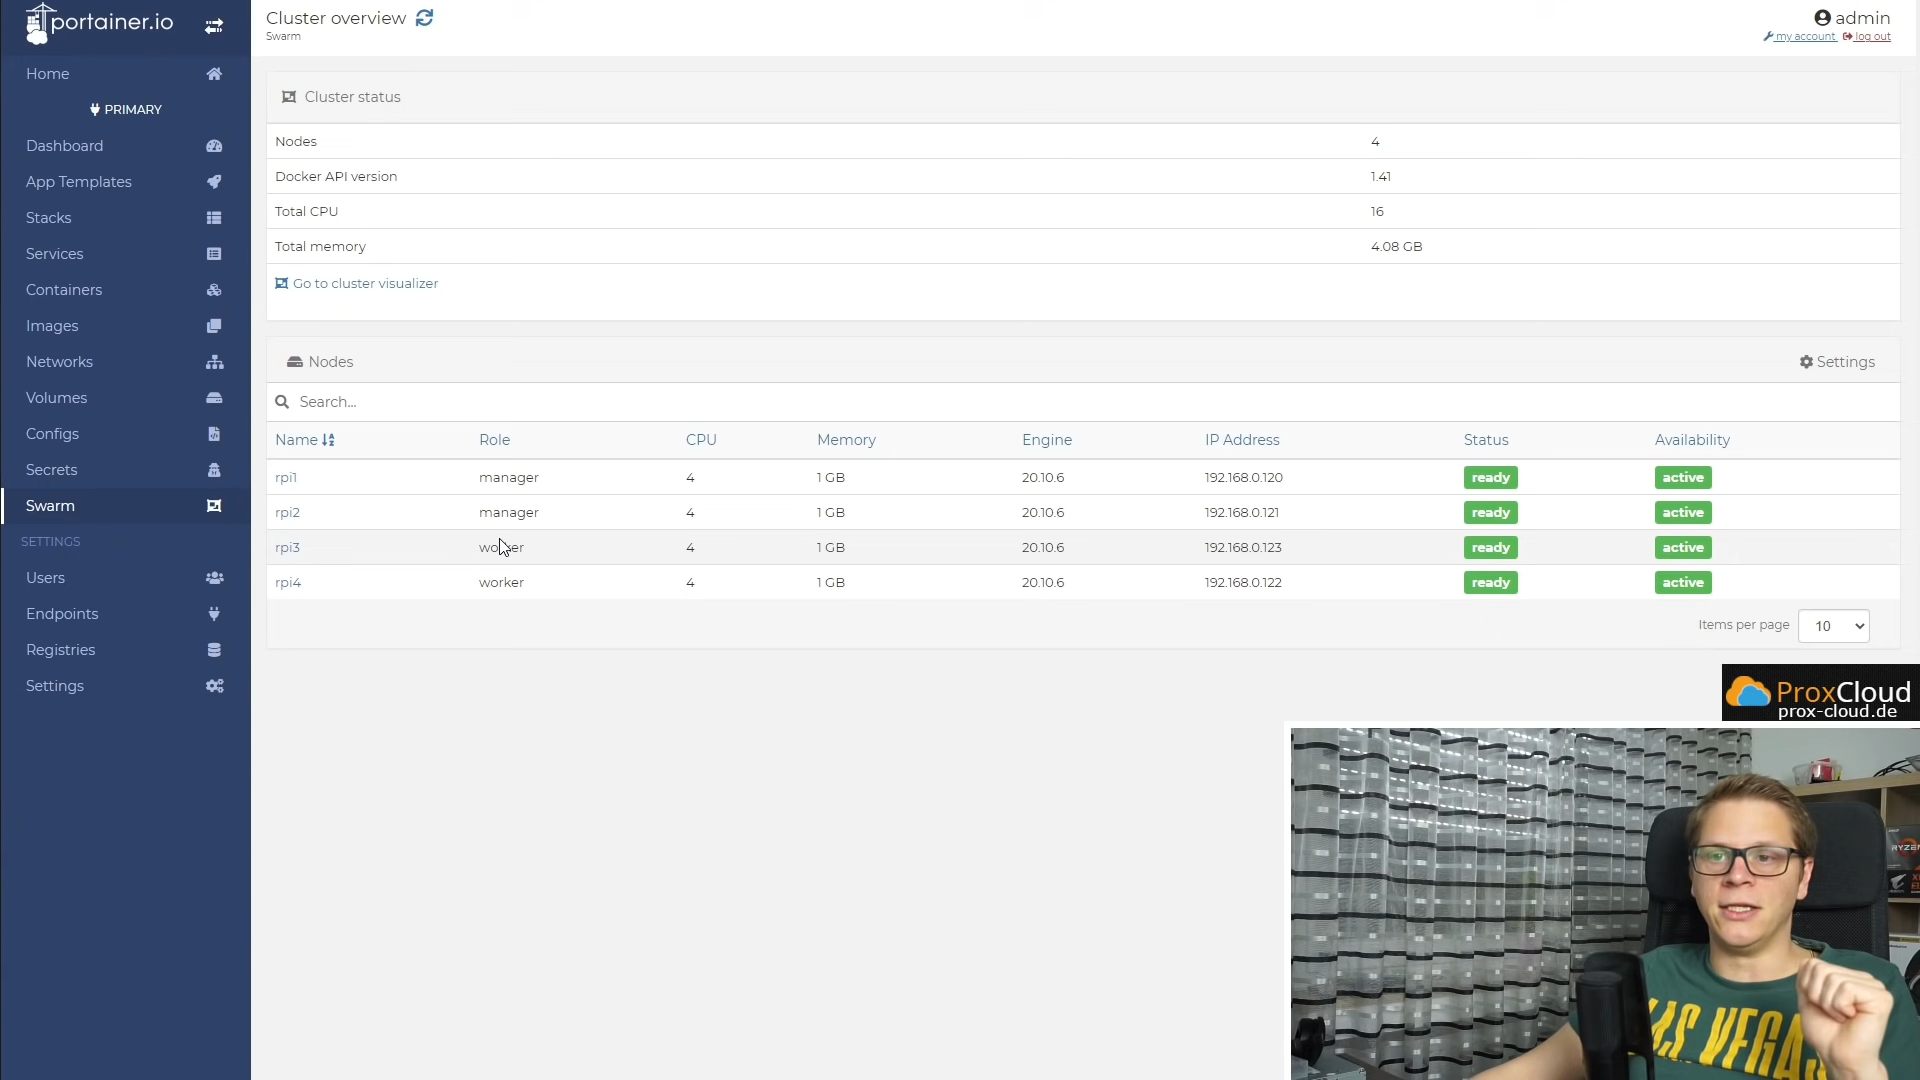 portainer.io
Home
PRIMARY
Dashboard
App Templates
Stacks
Services
Containers
Images
Networks
Volumes
Configs
Secrets
Swarm
SETTINGS
Users
Endpoints
Registries
Settings
Cluster overview
Swarm
admin
my account log out
Cluster status
Nodes 4
Docker API version 1.41
Total CPU 16
Total memory 4.08 GB
Go to cluster visualizer
Nodes Settings
Search...
Name Role CPU Memory Engine IP Address Status Availability
rpi1 manager 4 1 GB 20.10.6 192.168.0.120 ready active
rpi2 manager 4 1 GB 20.10.6 192.168.0.121 ready active
rpi3 worker 4 1 GB 20.10.6 192.168.0.123 ready active
rpi4 worker 4 1 GB 20.10.6 192.168.0.122 ready active
Items per page 10
ProxCloud
prox-cloud.de
RYZEN